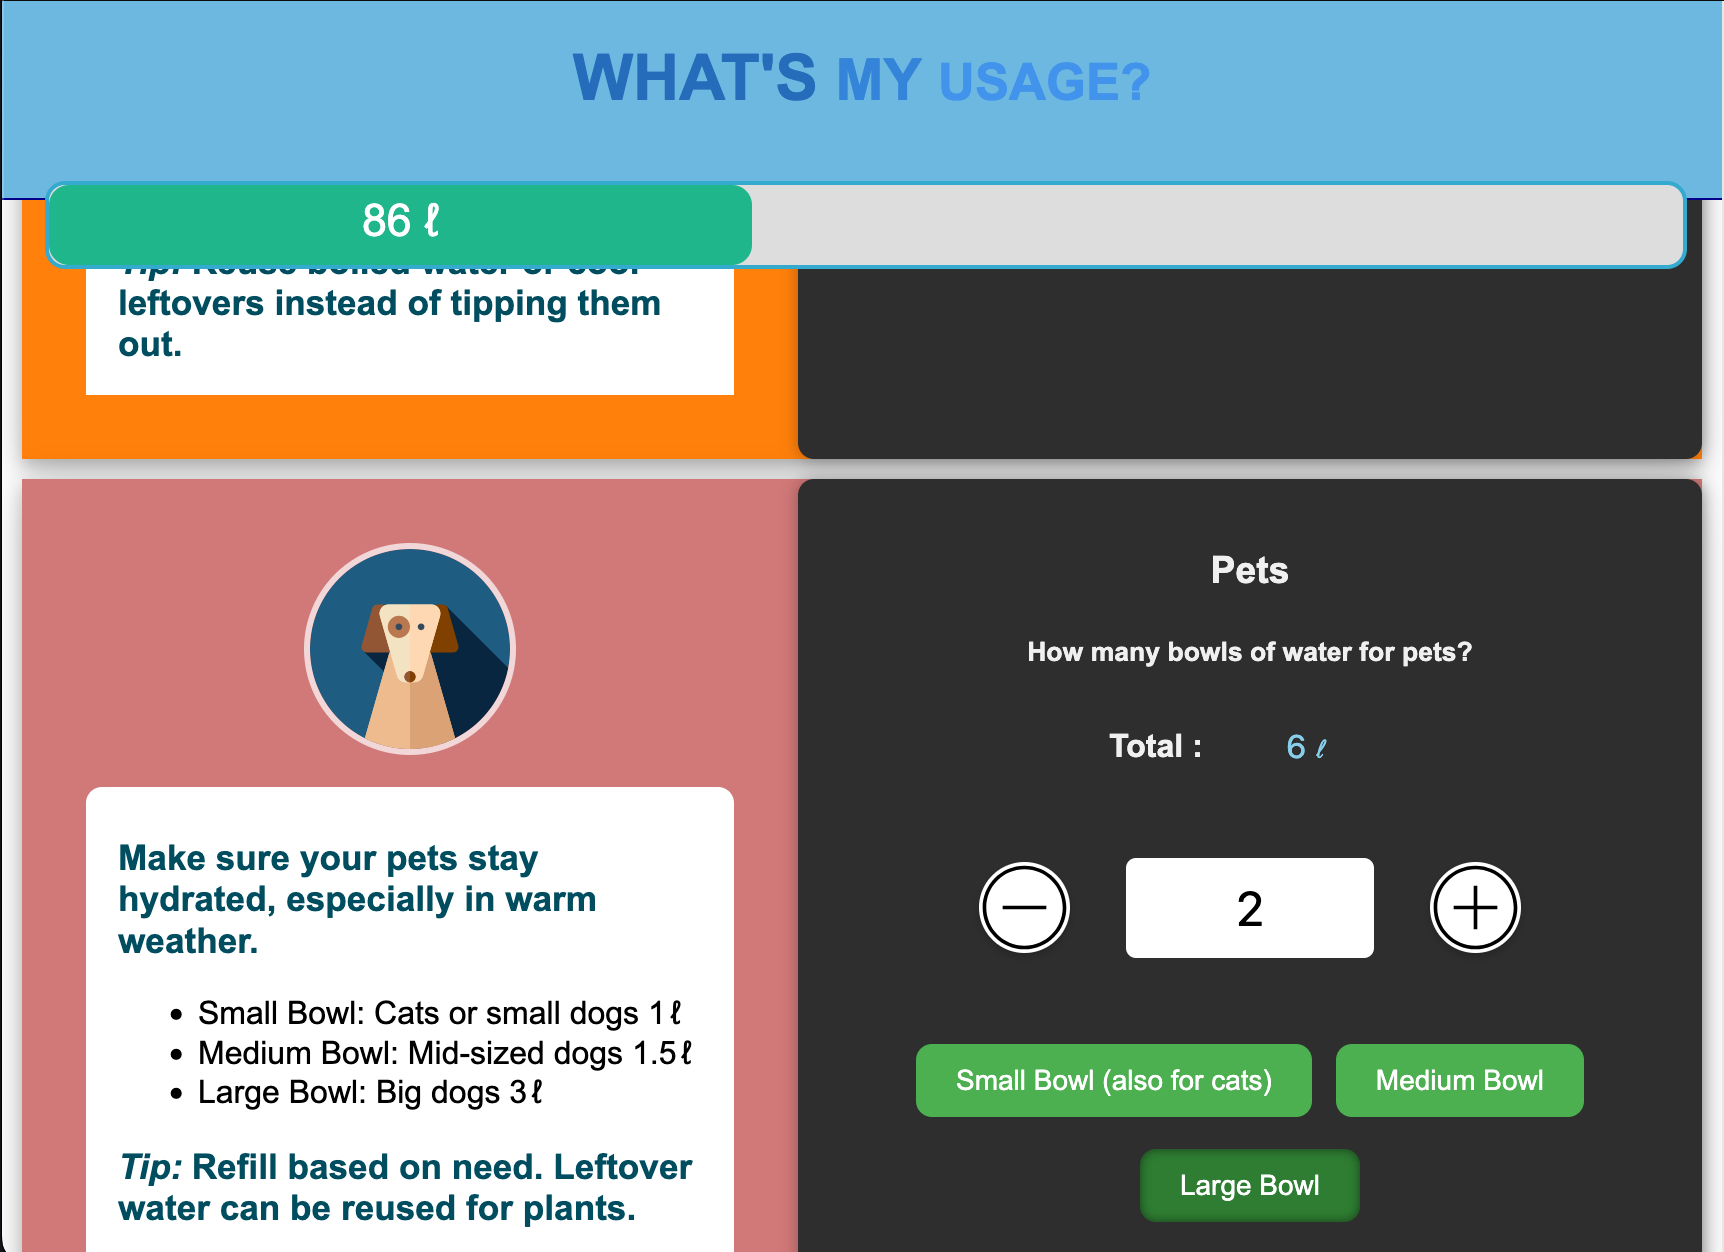 WHAT'S MY USAGE?
86 ℓ
leftovers instead of tipping them
out.
Pets
How many bowls of water for pets?
Total : 6 ℓ
2
Small Bowl (also for cats) Medium Bowl
Large Bowl
Make sure your pets stay
hydrated, especially in warm
weather.
• Small Bowl: Cats or small dogs 1 ℓ
• Medium Bowl: Mid-sized dogs 1.5 ℓ
• Large Bowl: Big dogs 3 ℓ
Tip: Refill based on need. Leftover
water can be reused for plants.